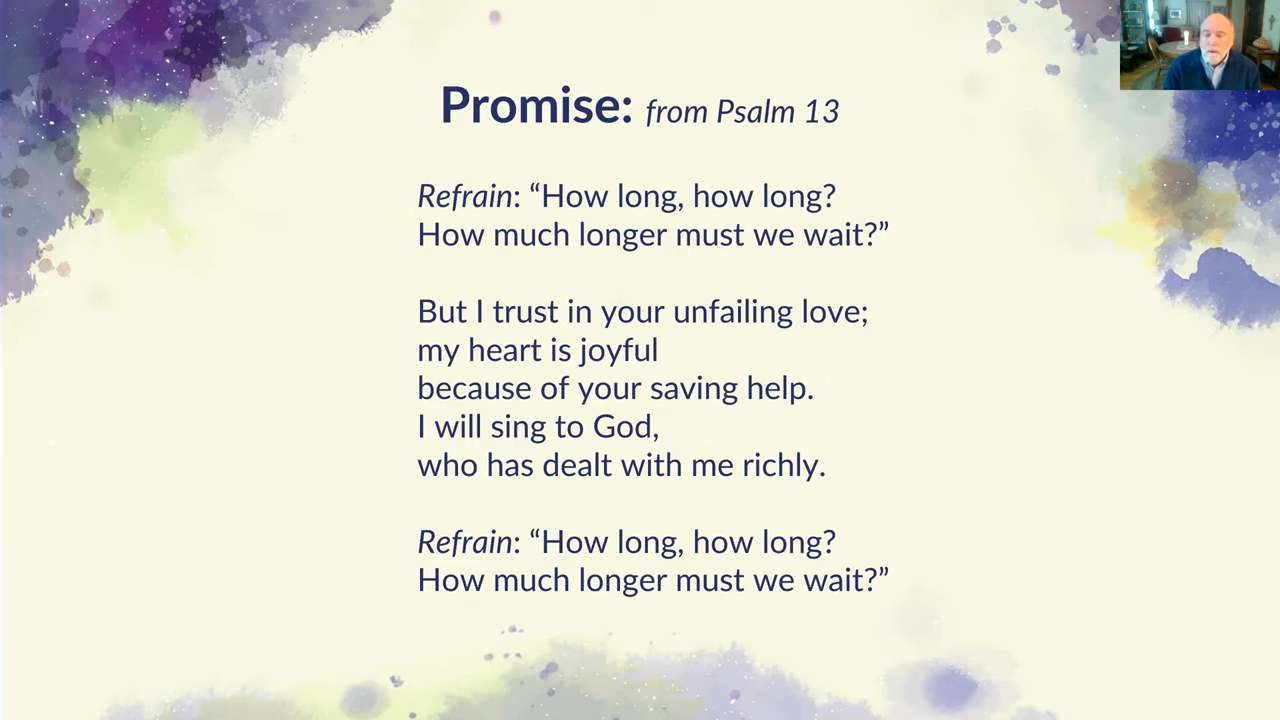 Promise: from Psalm 13
Refrain: “How long, how long?
How much longer must we wait?”
But I trust in your unfailing love;
my heart is joyful
because of your saving help.
I will sing to God,
who has dealt with me richly.
Refrain: “How long, how long?
How much longer must we wait?”